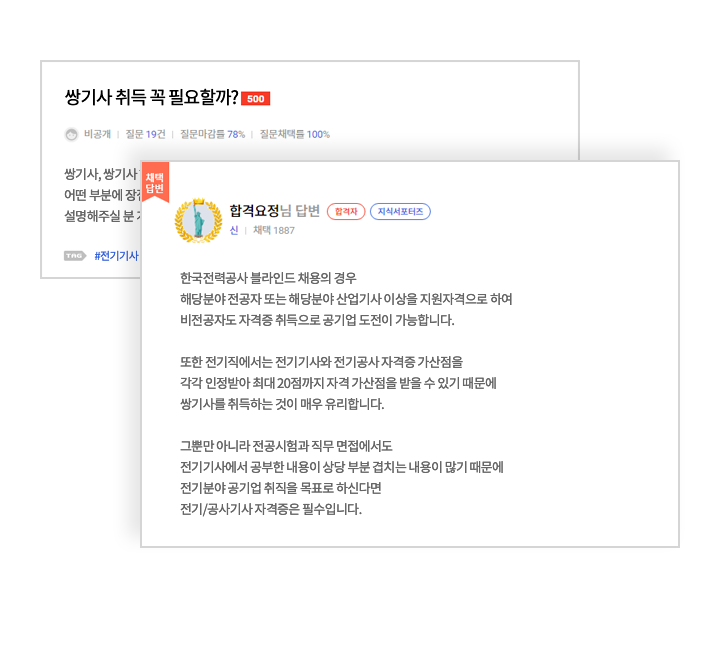 쌍기사 취득 꼭 필요할까? 500
비공개 | 질문 19건 | 질문마감률 78% | 질문채택률 100%
쌍기사, 쌍기사
어떤 부분에
설명해주실 분
TAG #전기기사
채택
답변
합격요정님 답변 합격자 지식서포터즈
신 | 채택 1887
한국전력공사 블라인드 채용의 경우
해당분야 전공자 또는 해당분야 산업기사 이상을 지원자격으로 하여
비전공자도 자격증 취득으로 공기업 도전이 가능합니다.
또한 전기직에서는 전기기사와 전기공사 자격증 가산점을
각각 인정받아 최대 20점까지 자격 가산점을 받을 수 있기 때문에
쌍기사를 취득하는 것이 매우 유리합니다.
그뿐만 아니라 전공시험과 직무 면접에서도
전기기사에서 공부한 내용이 상당 부분 겹치는 내용이 많기 때문에
전기분야 공기업 취직을 목표로 하신다면
전기/공사기사 자격증은 필수입니다.